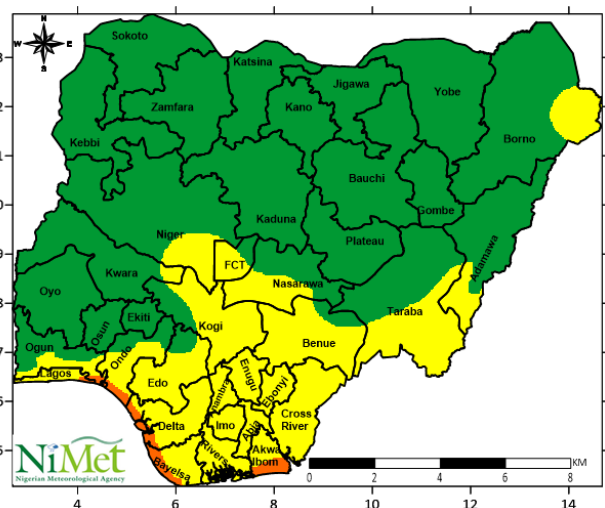 N
W E
S
Sokoto
Katsina
Jigawa
Yobe
Zamfara
Kano
Borno
Kebbi
Bauchi
Gombe
Kaduna
Niger
Plateau
Adamawa
FCT
Kwara
Nasarawa
Oyo
Taraba
Osun
Ekiti
Kogi
Benue
Ogun
Ondo
Lagos
Edo
Enugu
Ebonyi
Delta
Imo
Abia
Cross
River
Rivers
Akwa
Ibom
Bayelsa
NiMet
Nigerian Meteorological Agency
0 2 4 6 8 KM
4 6 8 10 12 14